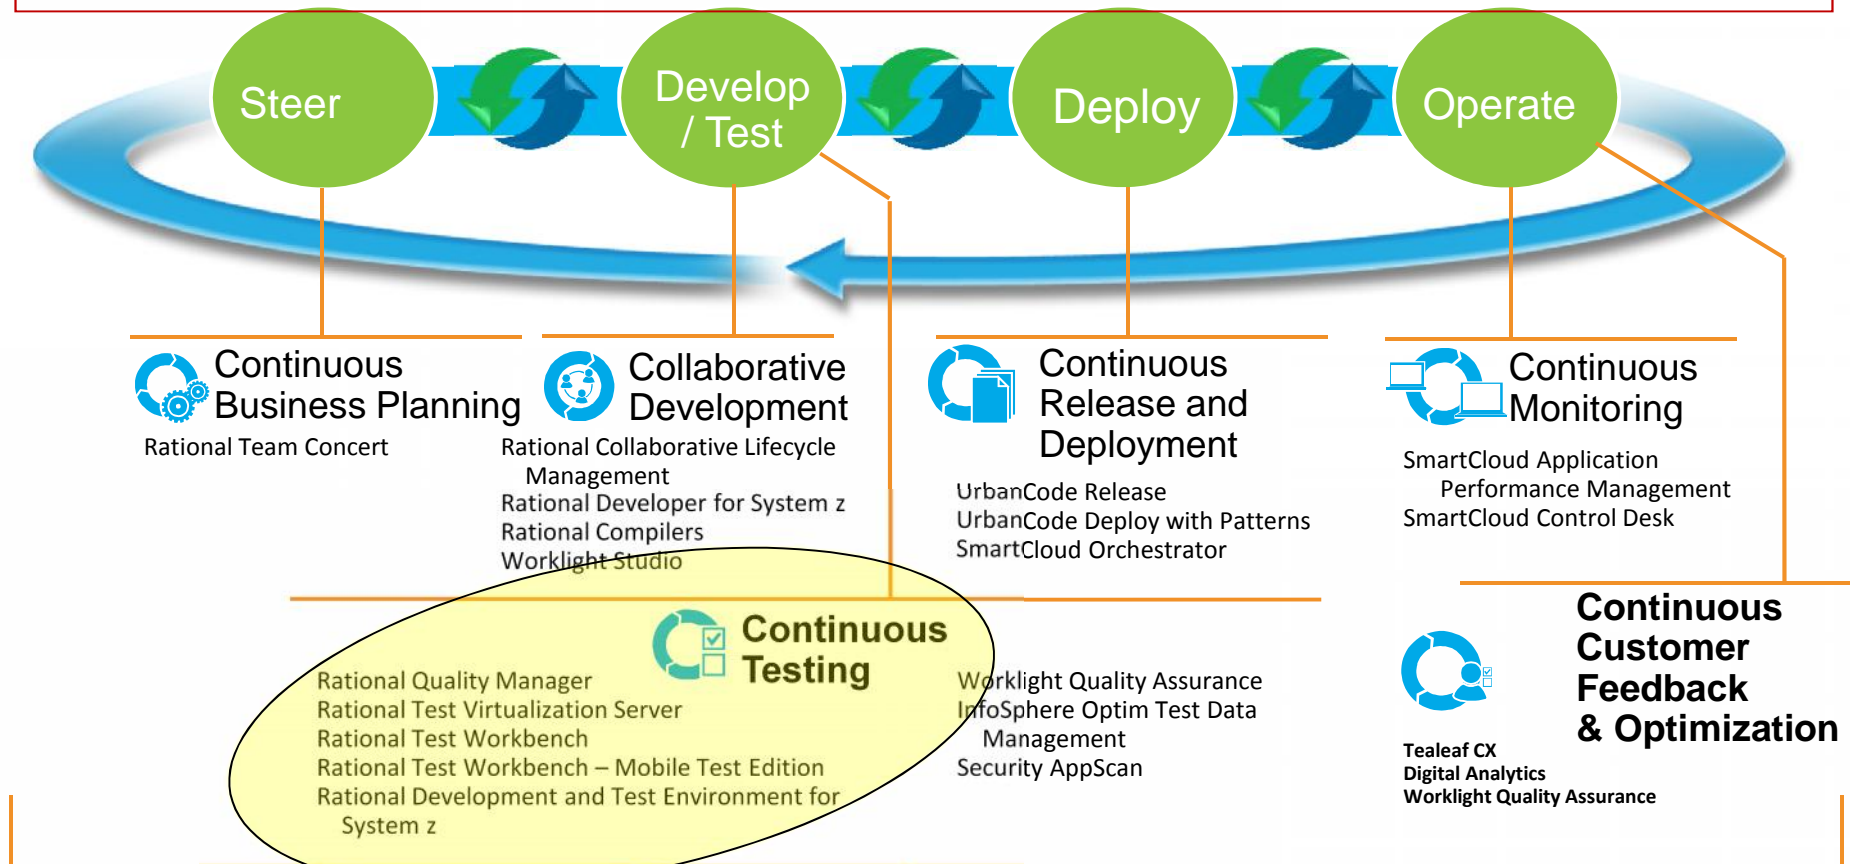 Steer
Develop
/ Test
Deploy
Operate
Continuous
Business Planning
Rational Team Concert
Collaborative
Development
Rational Collaborative Lifecycle
Management
Rational Developer for System z
Rational Compilers
Worklight Studio
Continuous
Release and
Deployment
UrbanCode Release
UrbanCode Deploy with Patterns
SmartCloud Orchestrator
Continuous
Monitoring
SmartCloud Application
Performance Management
SmartCloud Control Desk
Continuous
Testing
Rational Quality Manager
Rational Test Virtualization Server
Rational Test Workbench
Rational Test Workbench – Mobile Test Edition
Rational Development and Test Environment for
System z
Worklight Quality Assurance
InfoSphere Optim Test Data
Management
Security AppScan
Continuous
Customer
Feedback
& Optimization
Tealeaf CX
Digital Analytics
Worklight Quality Assurance